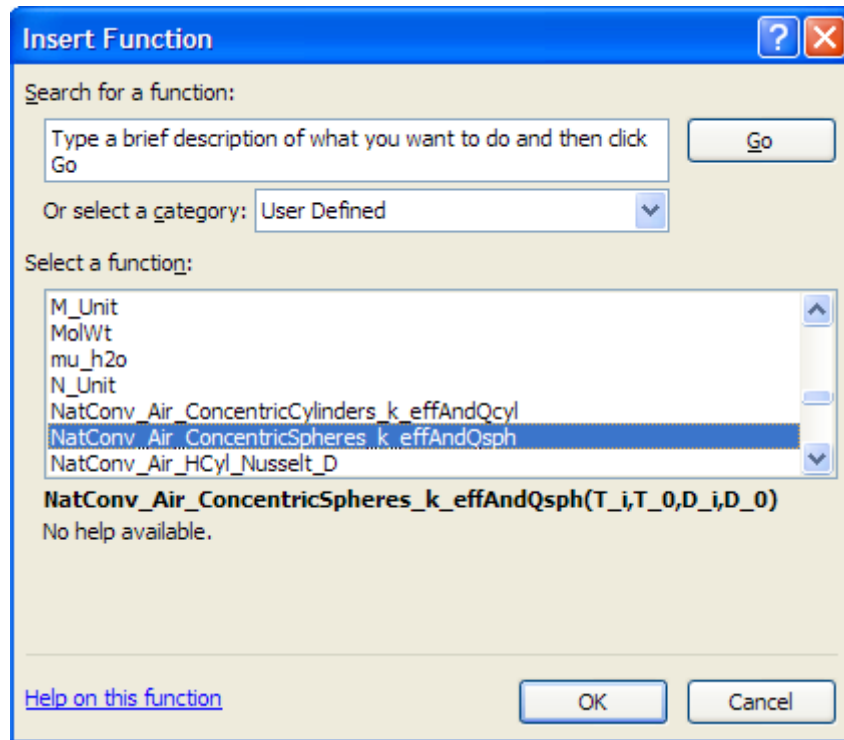 Insert Function
Search for a function:
Type a brief description of what you want to do and then click
Go
Go
Or select a category: User Defined
Select a function:
M_Unit
MolWt
mu_h2o
N_Unit
NatConv_Air_ConcentricCylinders_k_effAndQcyl
NatConv_Air_ConcentricSpheres_k_effAndQsph
NatConv_Air_HCyl_Nusselt_D
NatConv_Air_ConcentricSpheres_k_effAndQsph(T_i,T_0,D_i,D_0)
No help available.
Help on this function
OK
Cancel